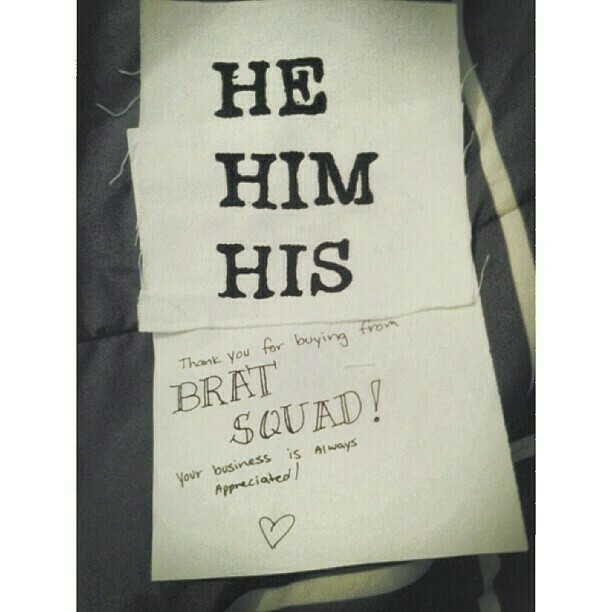 HE
HIM
HIS
Thank you for buying from
BRAT
SQUAD!
Your business is Always
Appreciated!